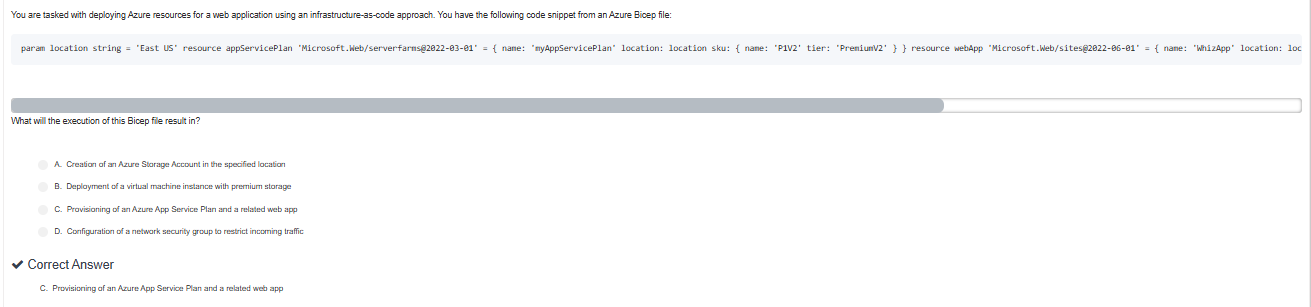 You are tasked with deploying Azure resources for a web application using an infrastructure-as-code approach. You have the following code snippet from an Azure Bicep file:
param location string = 'East US' resource appServicePlan 'Microsoft.Web/serverfarms@2022-03-01' = { name: 'myAppServicePlan' location: location sku: { name: 'P1V2' tier: 'PremiumV2' } } resource webApp 'Microsoft.Web/sites@2022-06-01' = { name: 'WhizApp' location: loc
What will the execution of this Bicep file result in?
A. Creation of an Azure Storage Account in the specified location
B. Deployment of a virtual machine instance with premium storage
C. Provisioning of an Azure App Service Plan and a related web app
D. Configuration of a network security group to restrict incoming traffic
Correct Answer
C. Provisioning of an Azure App Service Plan and a related web app